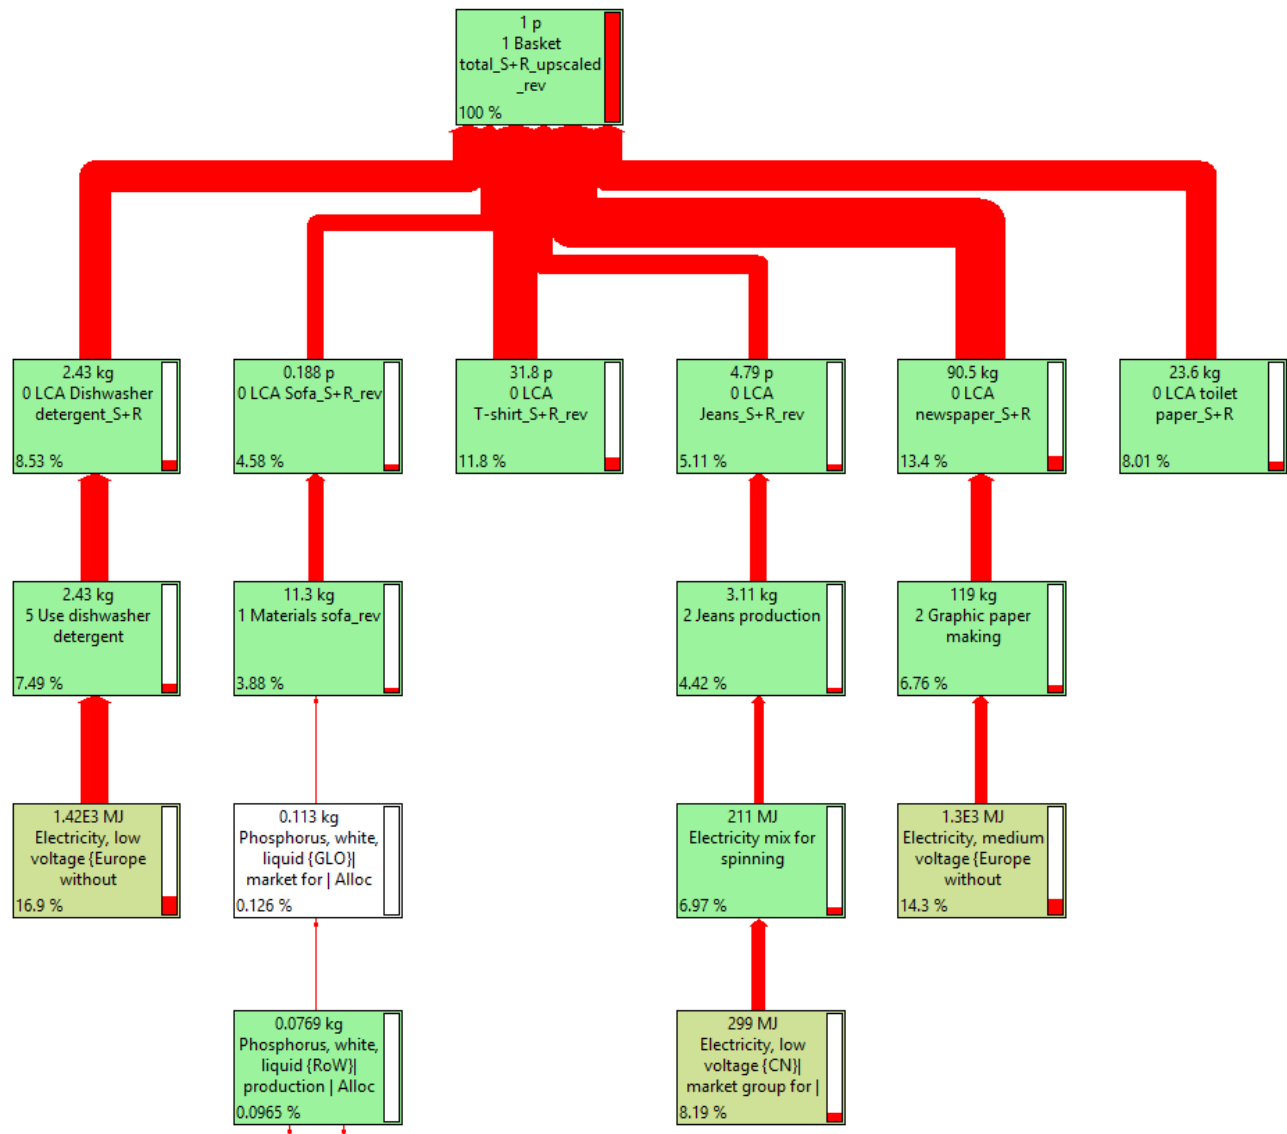 1 p
1 Basket
total_S+R_upscaled
_rev
100 %
2.43 kg
0 LCA Dishwasher
detergent_S+R
8.53 %
0.188 p
0 LCA Sofa_S+R_rev
4.58 %
31.8 p
0 LCA
T-shirt_S+R_rev
11.8 %
4.79 p
0 LCA
Jeans_S+R_rev
5.11 %
90.5 kg
0 LCA
newspaper_S+R
13.4 %
23.6 kg
0 LCA toilet
paper_S+R
8.01 %
2.43 kg
5 Use dishwasher
detergent
7.49 %
11.3 kg
1 Materials sofa_rev
3.88 %
3.11 kg
2 Jeans production
4.42 %
119 kg
2 Graphic paper
making
6.76 %
1.42E3 MJ
Electricity, low
voltage {Europe
without
16.9 %
0.113 kg
Phosphorus, white,
liquid {GLO}|
market for | Alloc
0.126 %
211 MJ
Electricity mix for
spinning
6.97 %
1.3E3 MJ
Electricity, medium
voltage {Europe
without
14.3 %
0.0769 kg
Phosphorus, white,
liquid {RoW}|
production | Alloc
0.0965 %
299 MJ
Electricity, low
voltage {CN}|
market group for |
8.19 %